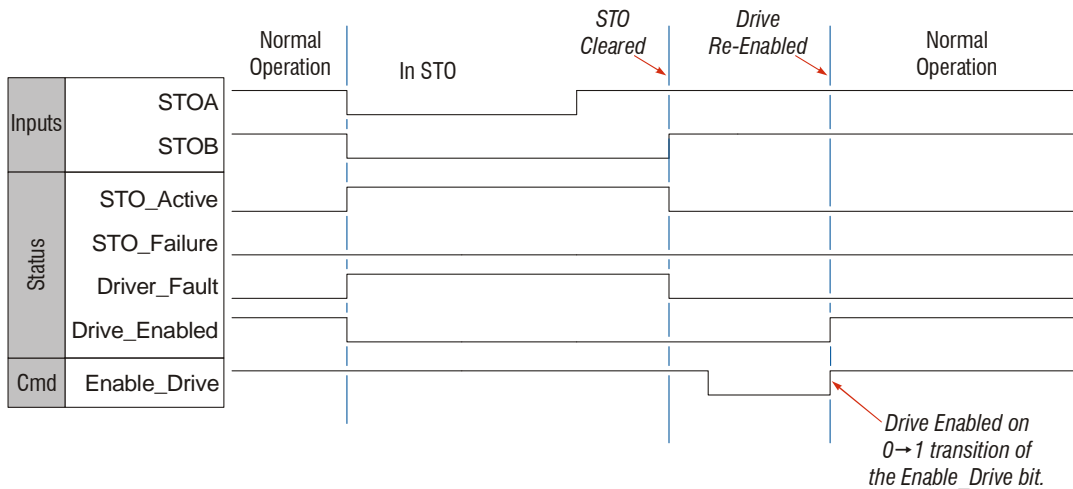 STO
Cleared
Drive
Re-Enabled
Normal
Operation
In STO
Normal
Operation
Inputs
STOA
STOB
Status
STO_Active
STO_Failure
Driver_Fault
Drive_Enabled
Cmd
Enable_Drive
Drive Enabled on
0→1 transition of
the Enable_Drive bit.